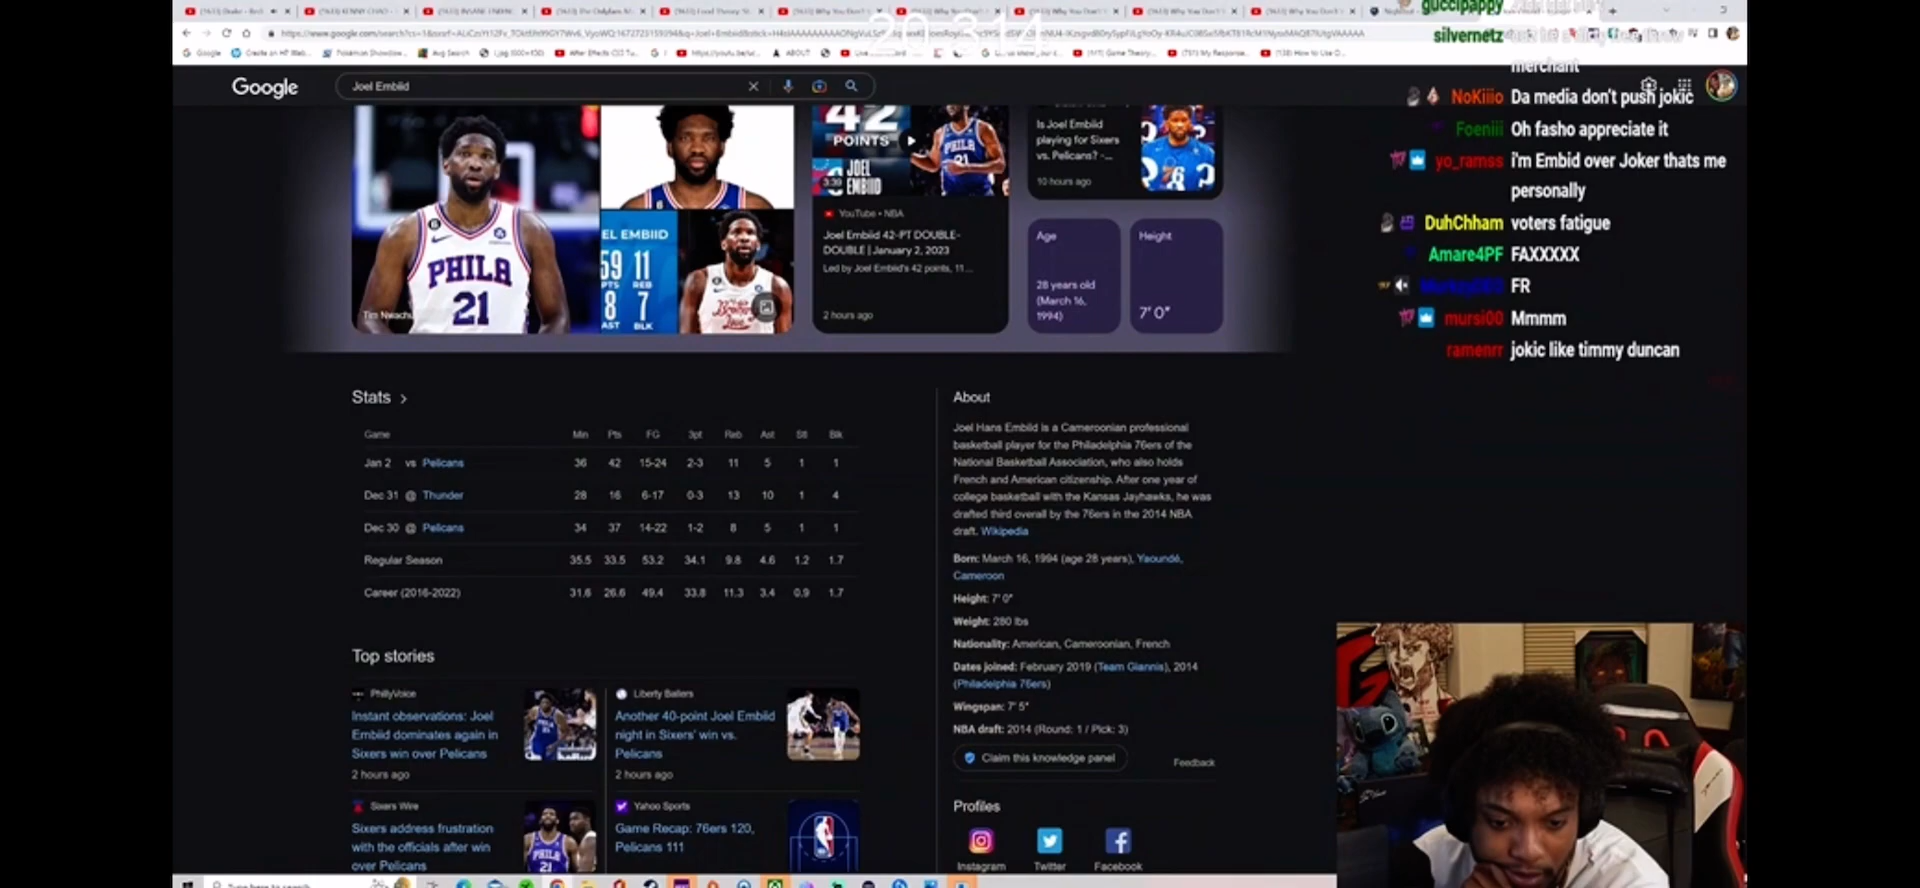 20,314
Google
Joel Embiid
42
POINTS
JOEL
EMBIID
3:36
YouTube • NBA
Joel Embiid 42-PT DOUBLE-
DOUBLE | January 2, 2023
Led by Joel Embiid's 42 points, 11...
2 hours ago
Is Joel Embiid
playing for Sixers
vs. Pelicans? -...
10 hours ago
Age
28 years old
(March 16,
1994)
Height
7' 0"
PHILA
21
EL EMBIID
59 11
PTS REB
8 7
AST BLK
Stats >
Game Min Pts FG 3pt Reb Ast Stl Blk
Jan 2 vs Pelicans 36 42 15-24 2-3 11 5 1 1
Dec 31 @ Thunder 28 16 6-17 0-3 13 10 1 4
Dec 30 @ Pelicans 34 37 14-22 1-2 8 5 1 1
Regular Season 35.5 33.5 53.2 34.1 9.8 4.6 1.2 1.7
Career (2016-2022) 31.6 26.6 49.4 33.8 11.3 3.4 0.9 1.7
Top stories
PhillyVoice
Instant observations: Joel
Embiid dominates again in
Sixers win over Pelicans
2 hours ago
Liberty Ballers
Another 40-point Joel Embiid
night in Sixers' win vs.
Pelicans
2 hours ago
Sixers Wire
Sixers address frustration
with the officials after win
over Pelicans
Yahoo Sports
Game Recap: 76ers 120,
Pelicans 111
About
Joel Hans Embiid is a Cameroonian professional
basketball player for the Philadelphia 76ers of the
National Basketball Association, who also holds
French and American citizenship. After one year of
college basketball with the Kansas Jayhawks, he was
drafted third overall by the 76ers in the 2014 NBA
draft. Wikipedia
Born: March 16, 1994 (age 28 years), Yaoundé,
Cameroon
Height: 7' 0"
Weight: 280 lbs
Nationality: American, Cameroonian, French
Dates joined: February 2019 (Team Giannis), 2014
(Philadelphia 76ers)
Wingspan: 7' 5"
NBA draft: 2014 (Round: 1 / Pick: 3)
Claim this knowledge panel
Feedback
Profiles
Instagram Twitter Facebook
guccipappy
silvernetz
merchant
NoKiiio Da media don't push jokic
Foeniii Oh fasho appreciate it
yo_ramss i'm Embid over Joker thats me
personally
DuhChham voters fatigue
Amare4PF FAXXXXX
FR
mursi00 Mmmm
ramenrr jokic like timmy duncan
Type here to search